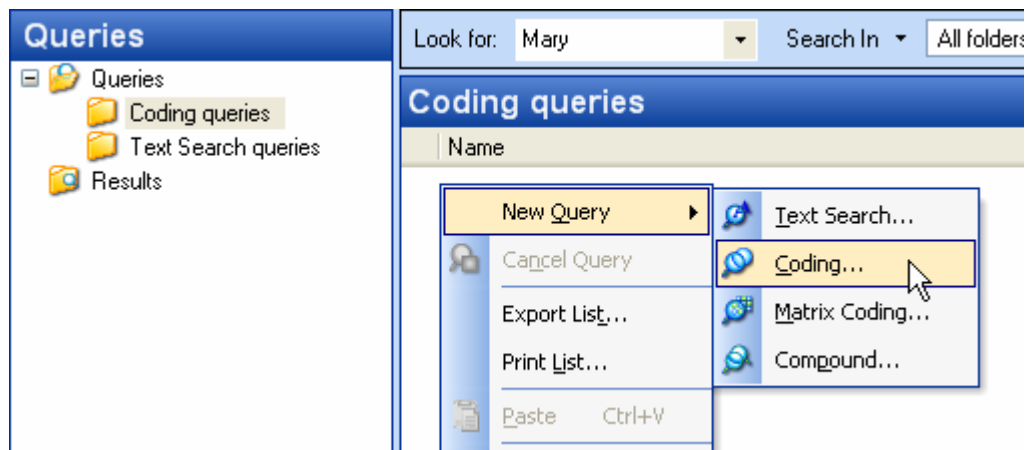 Queries
Queries
Coding queries
Text Search queries
Results
Look for: Mary Search In All folders
Coding queries
Name
New Query
Cancel Query
Export List...
Print List...
Paste Ctrl+V
Text Search...
Coding...
Matrix Coding...
Compound...